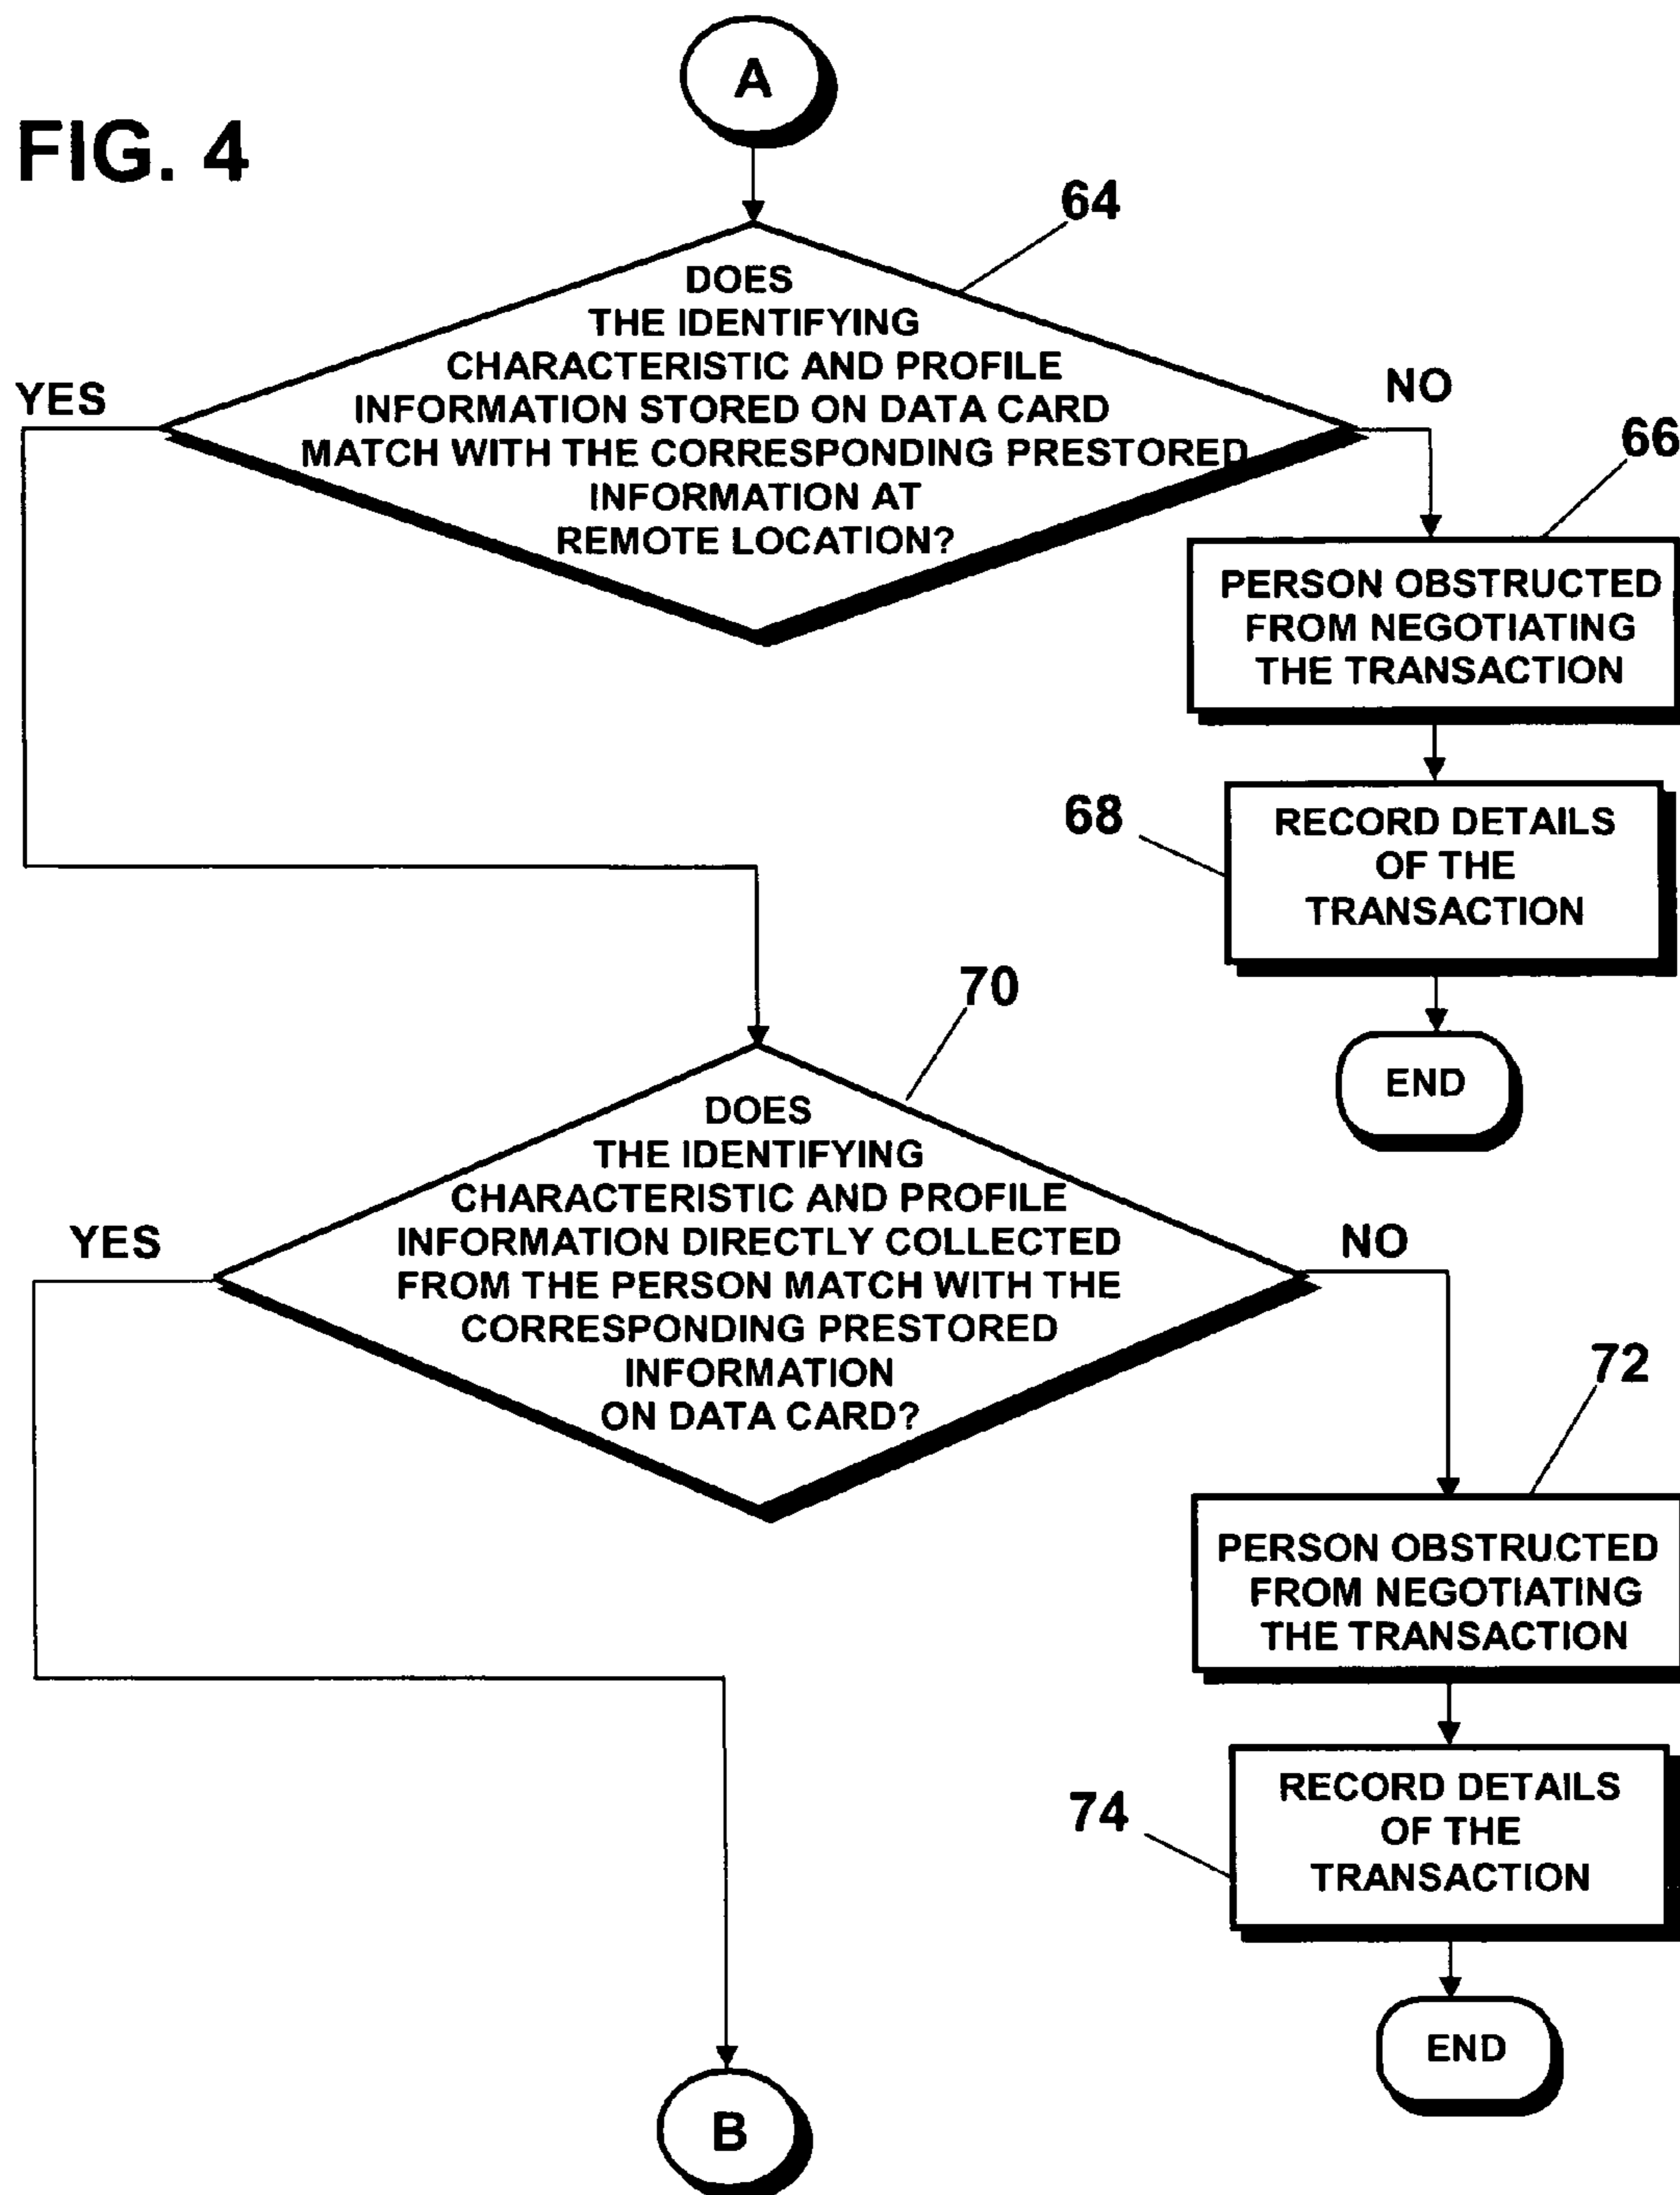 A
FIG. 4
64
DOES
THE IDENTIFYING
CHARACTERISTIC AND PROFILE
INFORMATION STORED ON DATA CARD
MATCH WITH THE CORRESPONDING PRESTORED
INFORMATION AT
REMOTE LOCATION?
YES
NO
66
PERSON OBSTRUCTED
FROM NEGOTIATING
THE TRANSACTION
68
RECORD DETAILS
OF THE
TRANSACTION
END
70
DOES
THE IDENTIFYING
CHARACTERISTIC AND PROFILE
INFORMATION DIRECTLY COLLECTED
FROM THE PERSON MATCH WITH THE
CORRESPONDING PRESTORED
INFORMATION
ON DATA CARD?
YES
NO
72
PERSON OBSTRUCTED
FROM NEGOTIATING
THE TRANSACTION
74
RECORD DETAILS
OF THE
TRANSACTION
END
B